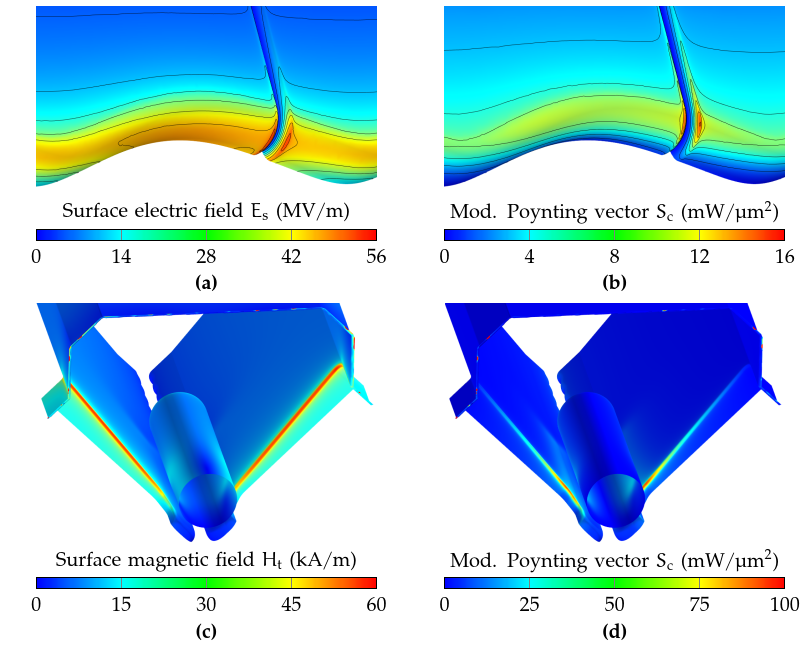 Surface electric field Eₛ (MV/m)
0 14 28 42 56
(a)
Mod. Poynting vector S_c (mW/μm²)
0 4 8 12 16
(b)
Surface magnetic field Hₜ (kA/m)
0 15 30 45 60
(c)
Mod. Poynting vector S_c (mW/μm²)
0 25 50 75 100
(d)